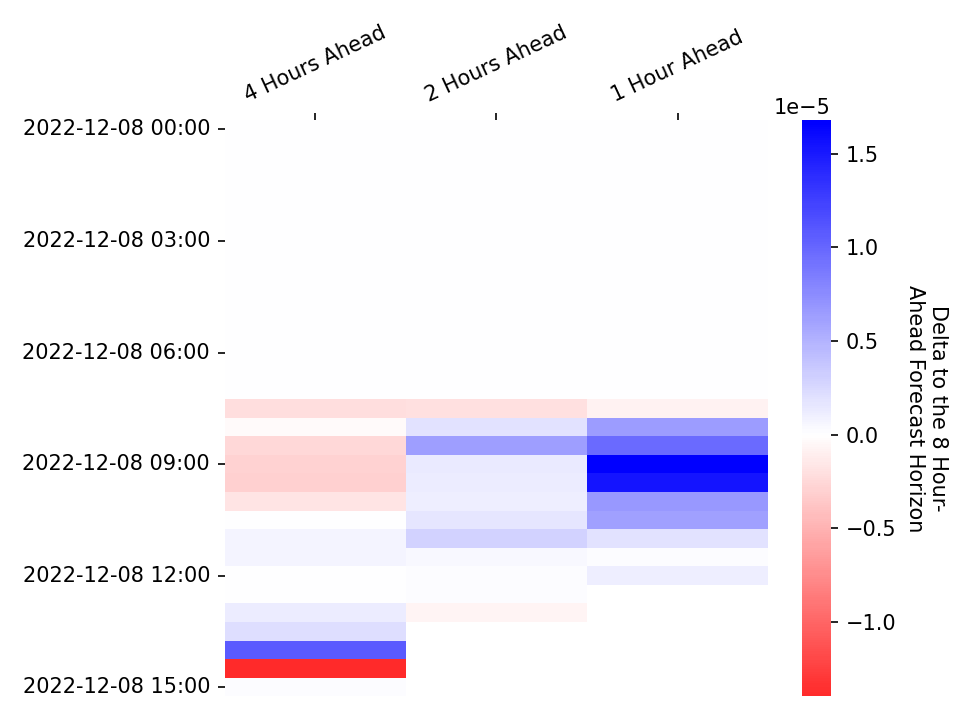 4 Hours Ahead
2 Hours Ahead
1 Hour Ahead
1e−5
2022-12-08 00:00
2022-12-08 03:00
2022-12-08 06:00
2022-12-08 09:00
2022-12-08 12:00
2022-12-08 15:00
1.5
1.0
0.5
0.0
−0.5
−1.0
Delta to the 8 Hour-
Ahead Forecast Horizon